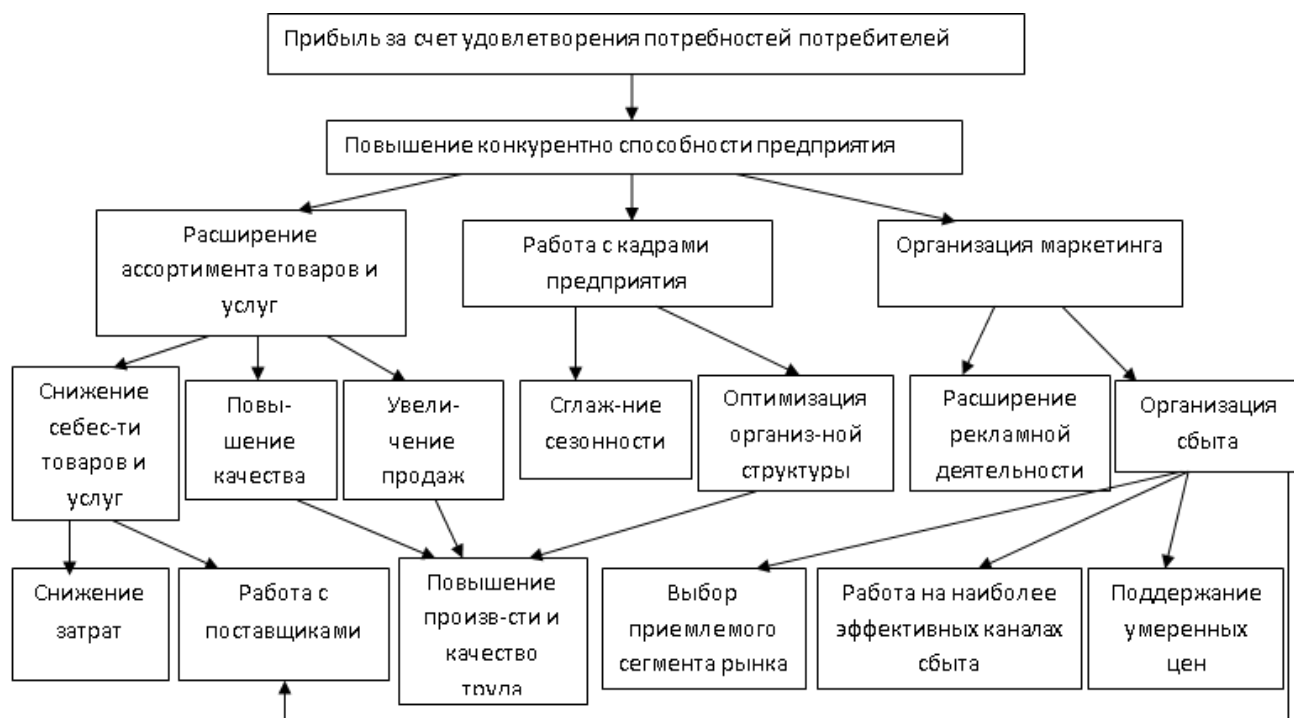 Прибыль за счет удовлетворения потребностей потребителей
Повышение конкурентно способности предприятия
Расширение
ассортимента товаров и
услуг
Работа с кадрами
предприятия
Организация маркетинга
Снижение
себес-ти
товаров и
услуг
Повы-
шение
качества
Увели-
чение
продаж
Сглаж-ние
сезонности
Оптимизация
организ-ной
структуры
Расширение
рекламной
деятельности
Организация
сбыта
Снижение
затрат
Работа с
поставщиками
Повышение
произв-сти и
качество
труда
Выбор
приемлемого
сегмента рынка
Работа на наиболее
эффективных каналах
сбыта
Поддержание
умеренных
цен